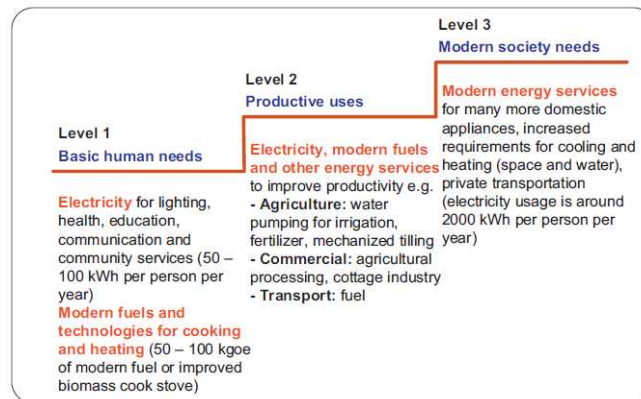 Level 1
Basic human needs
Electricity for lighting,
health, education,
communication and
community services (50 –
100 kWh per person per
year)
Modern fuels and
technologies for cooking
and heating (50 – 100 kgoe
of modern fuel or improved
biomass cook stove)
Level 2
Productive uses
Electricity, modern fuels
and other energy services
to improve productivity e.g.
- Agriculture: water
pumping for irrigation,
fertilizer, mechanized tilling
- Commercial: agricultural
processing, cottage industry
- Transport: fuel
Level 3
Modern society needs
Modern energy services
for many more domestic
appliances, increased
requirements for cooling and
heating (space and water),
private transportation
(electricity usage is around
2000 kWh per person per
year)